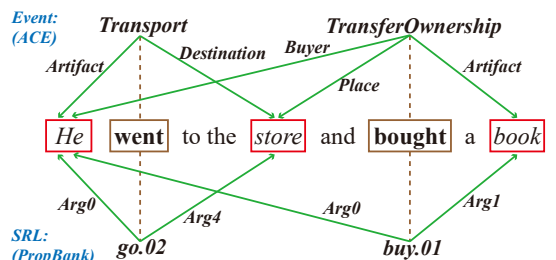 Event:
(ACE)
Transport
TransferOwnership
Artifact
Destination
Buyer
Place
Artifact
He went to the store and bought a book
Arg0
Arg4
Arg0
Arg1
SRL:
(PropBank)
go.02
buy.01